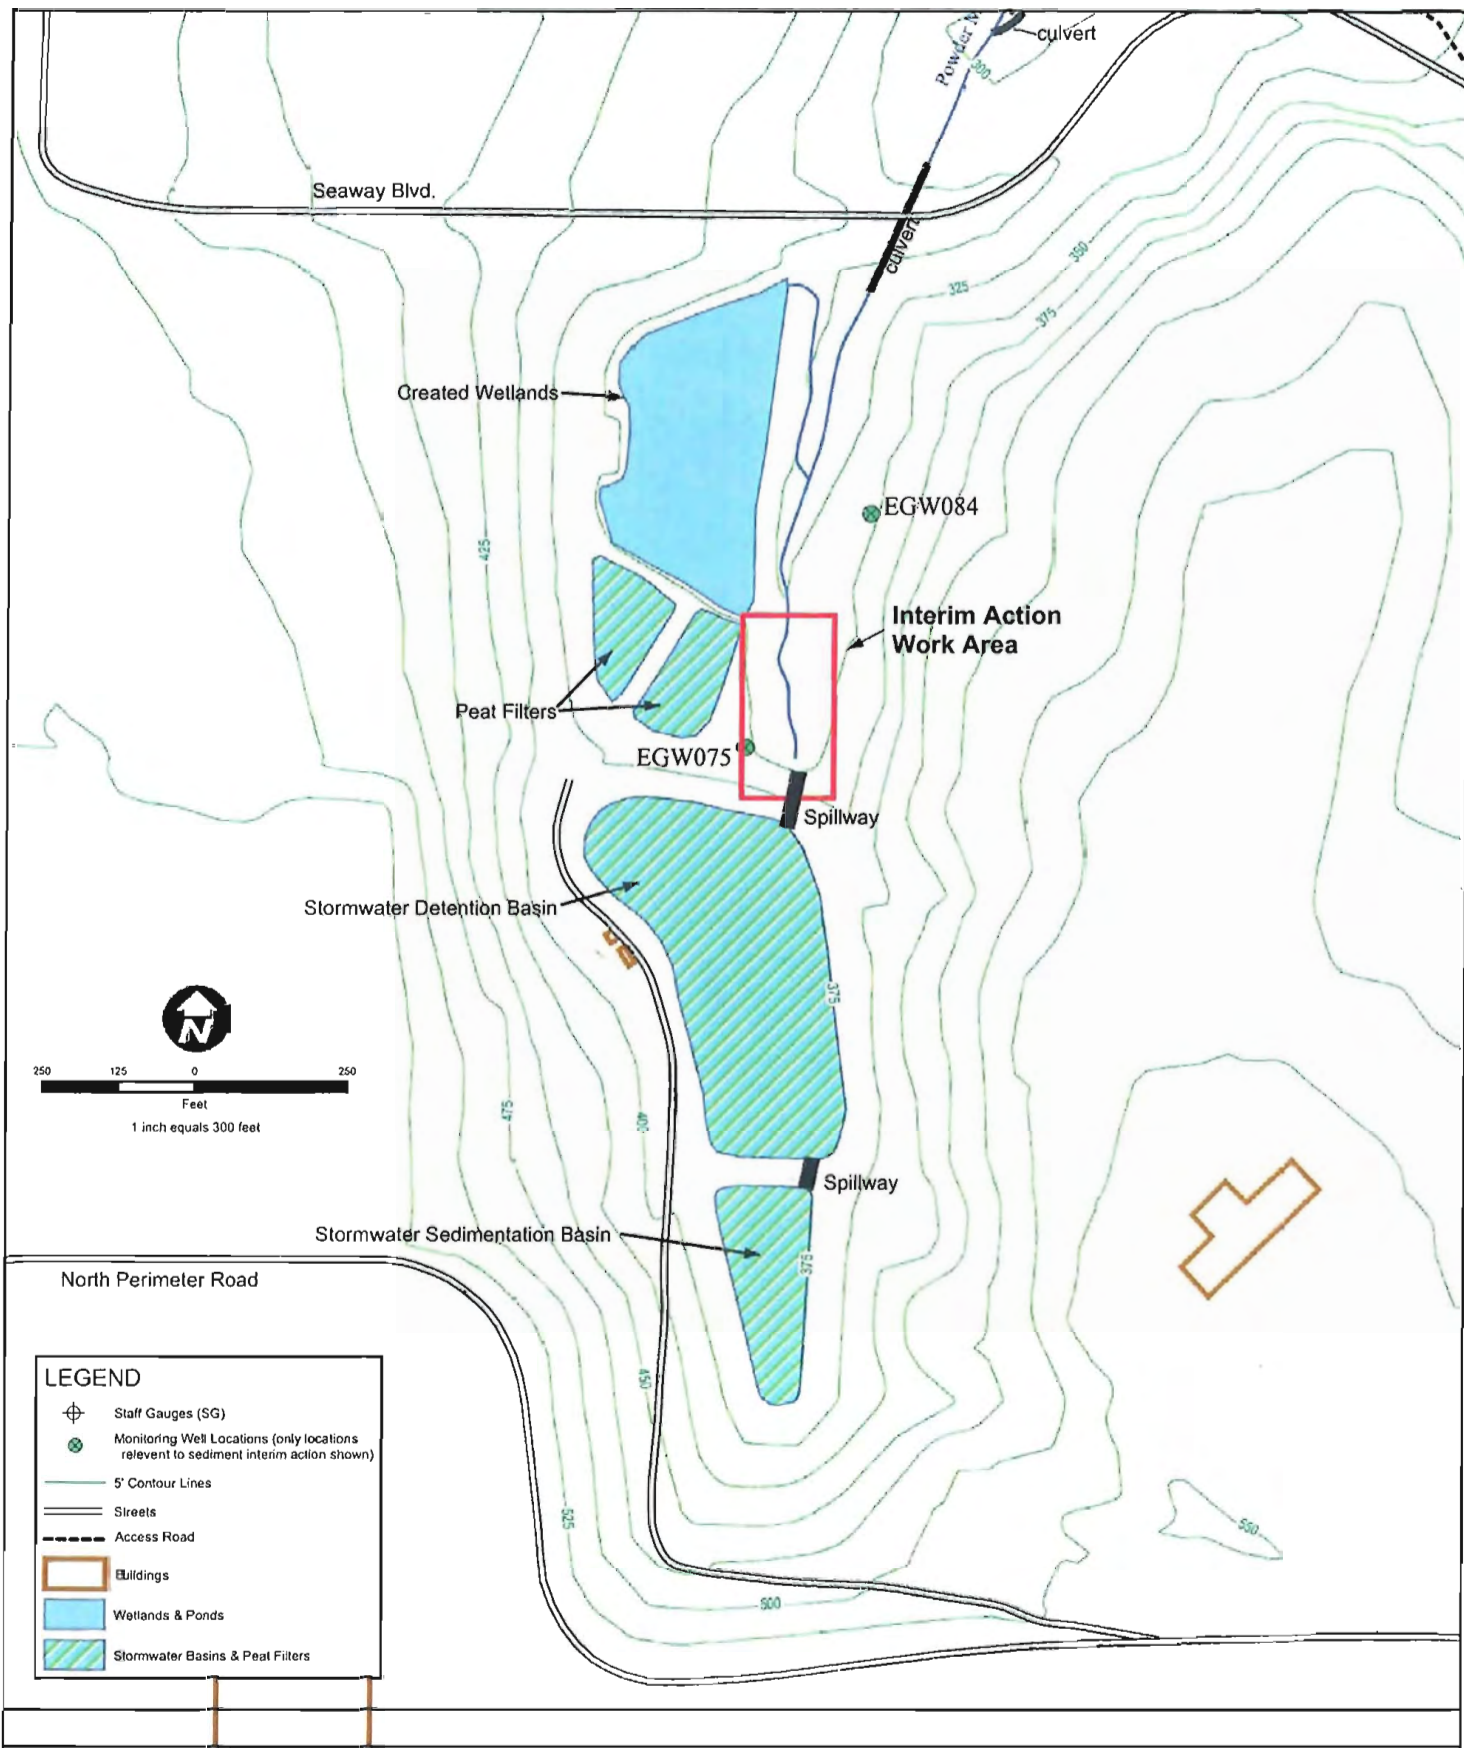 culvert
Powder M
300
Seaway Blvd.
culvert
350
325
375
Created Wetlands
EGW084
425
Interim Action
Work Area
Peat Filters
EGW075
Spillway
Stormwater Detention Basin
375
N
250 125 0 250
Feet
1 inch equals 300 feet
475
400
Spillway
Stormwater Sedimentation Basin
375
North Perimeter Road
450
LEGEND
Staff Gauges (SG)
Monitoring Well Locations (only locations
relevent to sediment interim action shown)
5' Contour Lines
Streets
Access Road
Buildings
Wetlands & Ponds
Stormwater Basins & Peat Filters
525
550
500